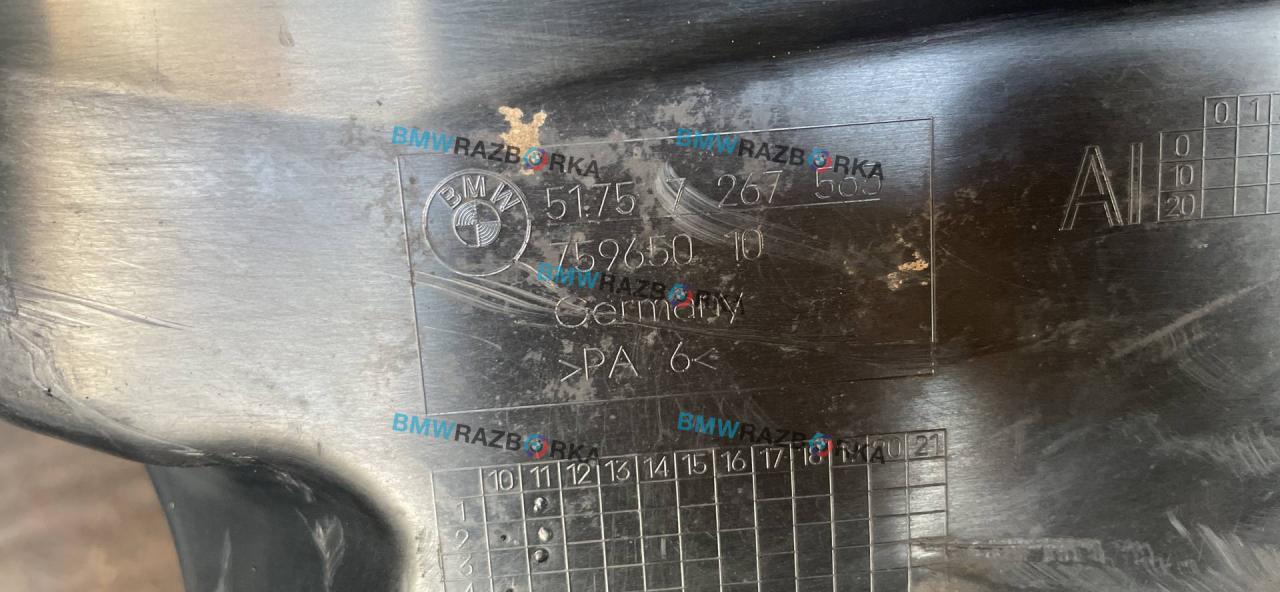 BMWRAZBORKA BMWRAZBORKA
BMW 51.75 7 267
759650 10
BMWRAZBORKA
Germany
>PA 6<
BMWRAZBORKA BMWRAZBORKA
10 11 12 13 14 15 16 17 18 20 21
1
2
3
AI
0 1
0
10
20